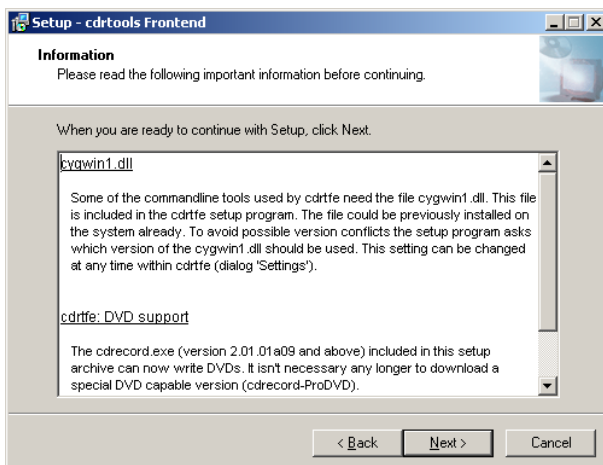 Setup - cdrtools Frontend
Information
Please read the following important information before continuing.
When you are ready to continue with Setup, click Next.
cygwin1.dll
Some of the commandline tools used by cdrtfe need the file cygwin1.dll. This file
is included in the cdrtfe setup program. The file could be previously installed on
the system already. To avoid possible version conflicts the setup program asks
which version of the cygwin1.dll should be used. This setting can be changed
at any time within cdrtfe (dialog 'Settings').
cdrtfe: DVD support
The cdrecord.exe (version 2.01.01a09 and above) included in this setup
archive can now write DVDs. It isn't necessary any longer to download a
special DVD capable version (cdrecord-ProDVD).
< Back Next > Cancel